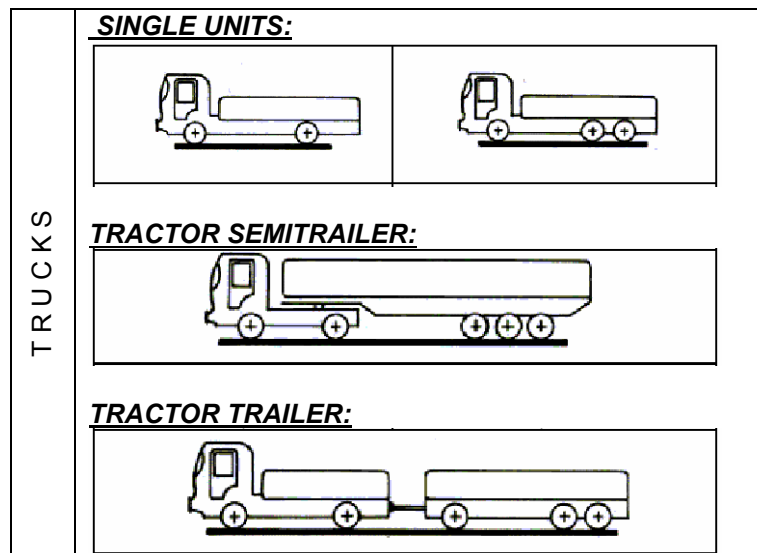 TRUCKS
SINGLE UNITS:
TRACTOR SEMITRAILER:
TRACTOR TRAILER: